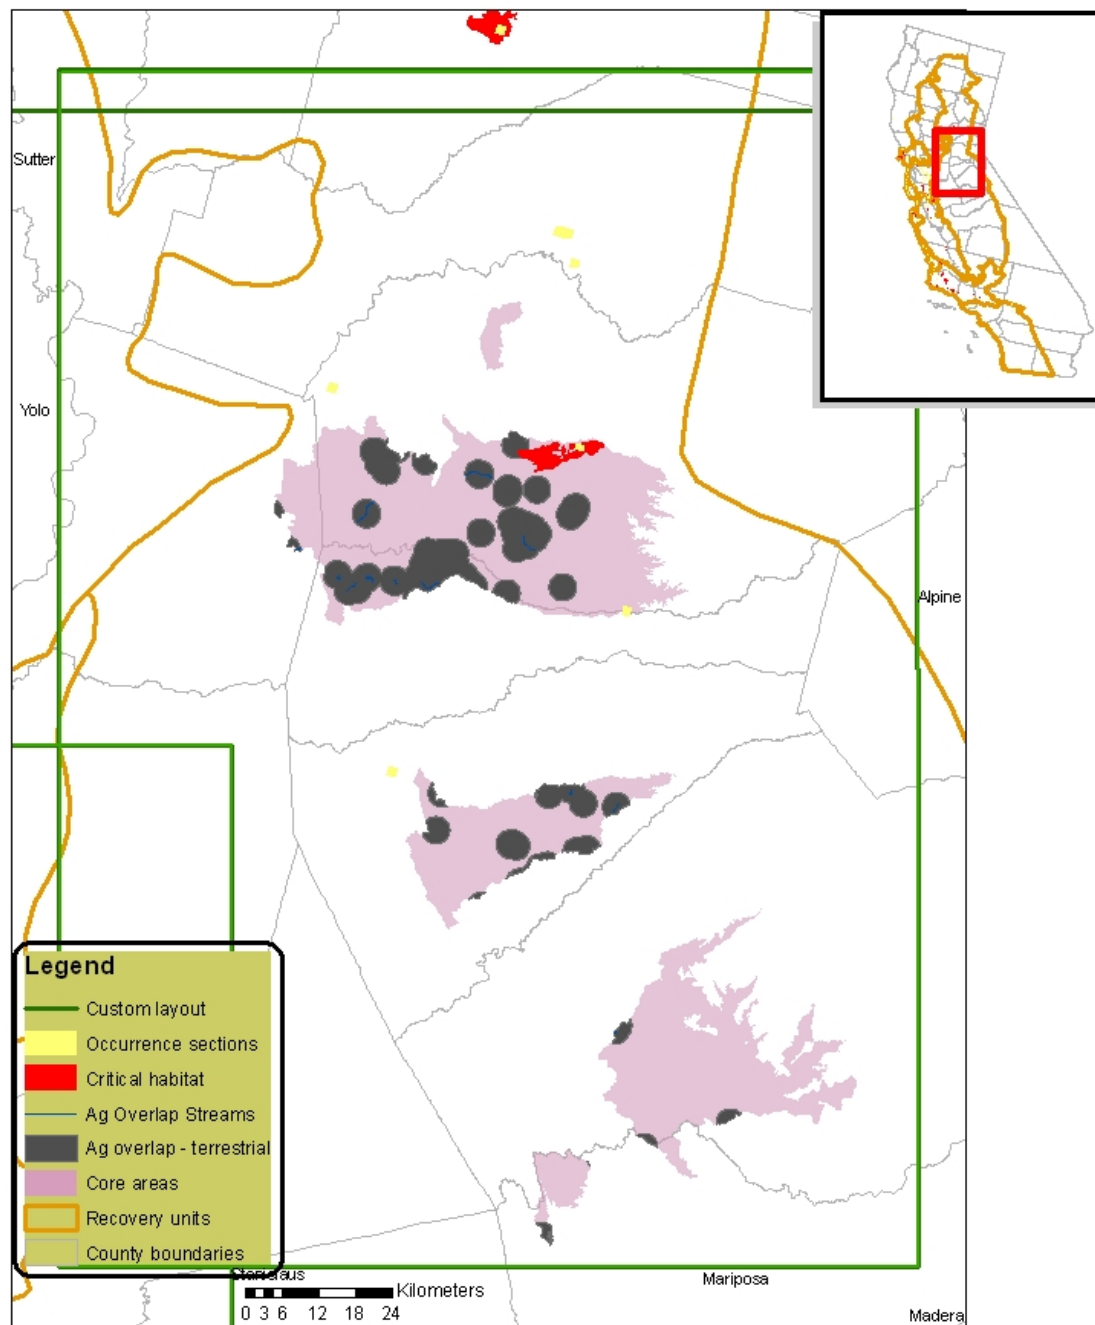 Sutter
Yolo
Alpine
Legend
Custom layout
Occurrence sections
Critical habitat
Ag Overlap Streams
Ag overlap - terrestrial
Core areas
Recovery units
County boundaries
Stanislaus
Kilometers
0 3 6 12 18 24
Mariposa
Madera